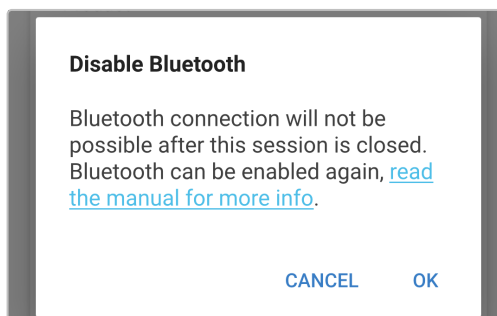 Disable Bluetooth
Bluetooth connection will not be
possible after this session is closed.
Bluetooth can be enabled again, read
the manual for more info.
CANCEL OK